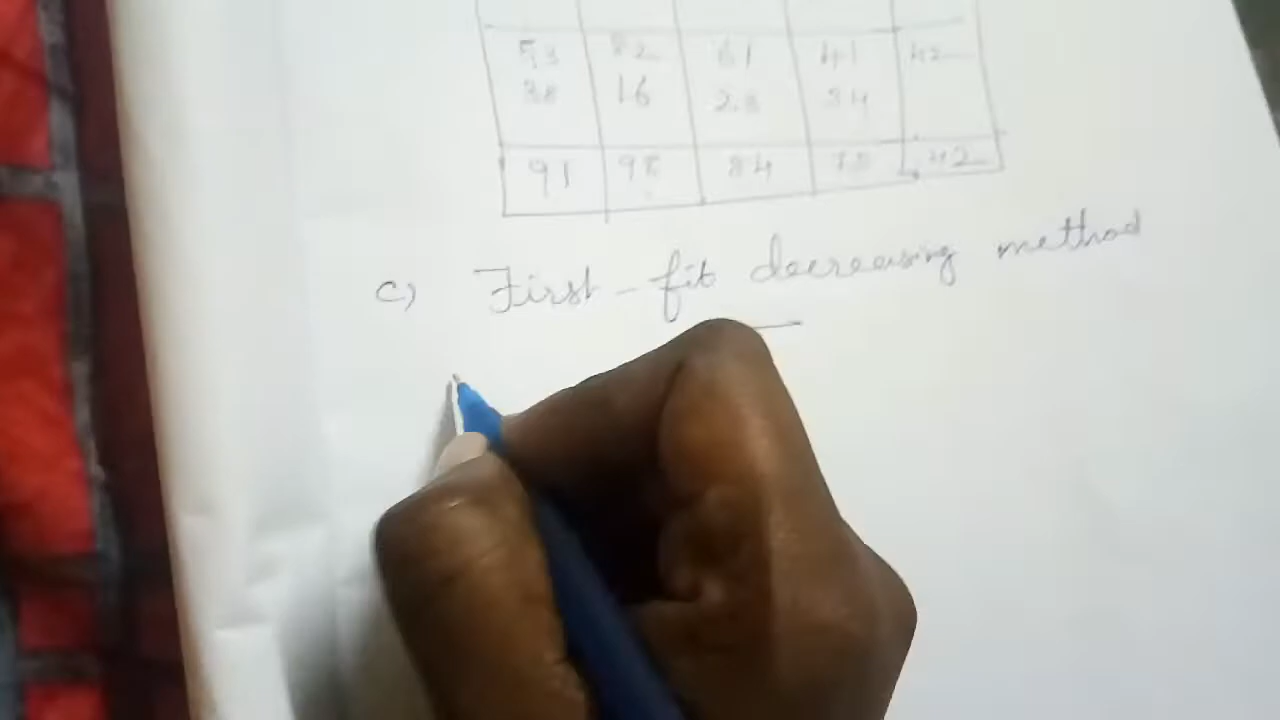 53 82 61 41 42
38 16 23 34
91 98 84 75 42
c) First-fit decreasing method